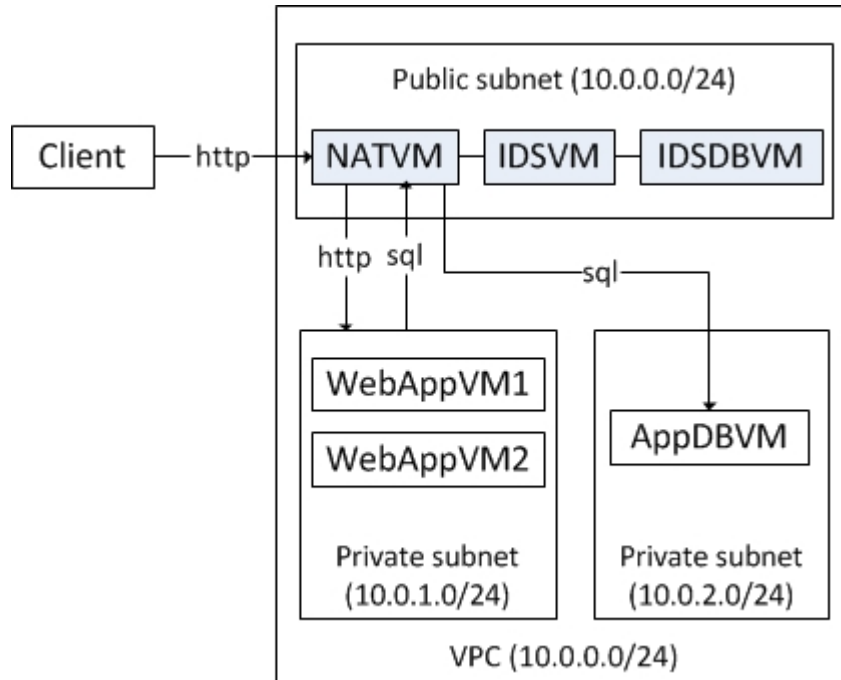 Public subnet (10.0.0.0/24)
Client
http
NATVM
IDSVM
IDSDBVM
http
sql
sql
WebAppVM1
WebAppVM2
AppDBVM
Private subnet
(10.0.1.0/24)
Private subnet
(10.0.2.0/24)
VPC (10.0.0.0/24)